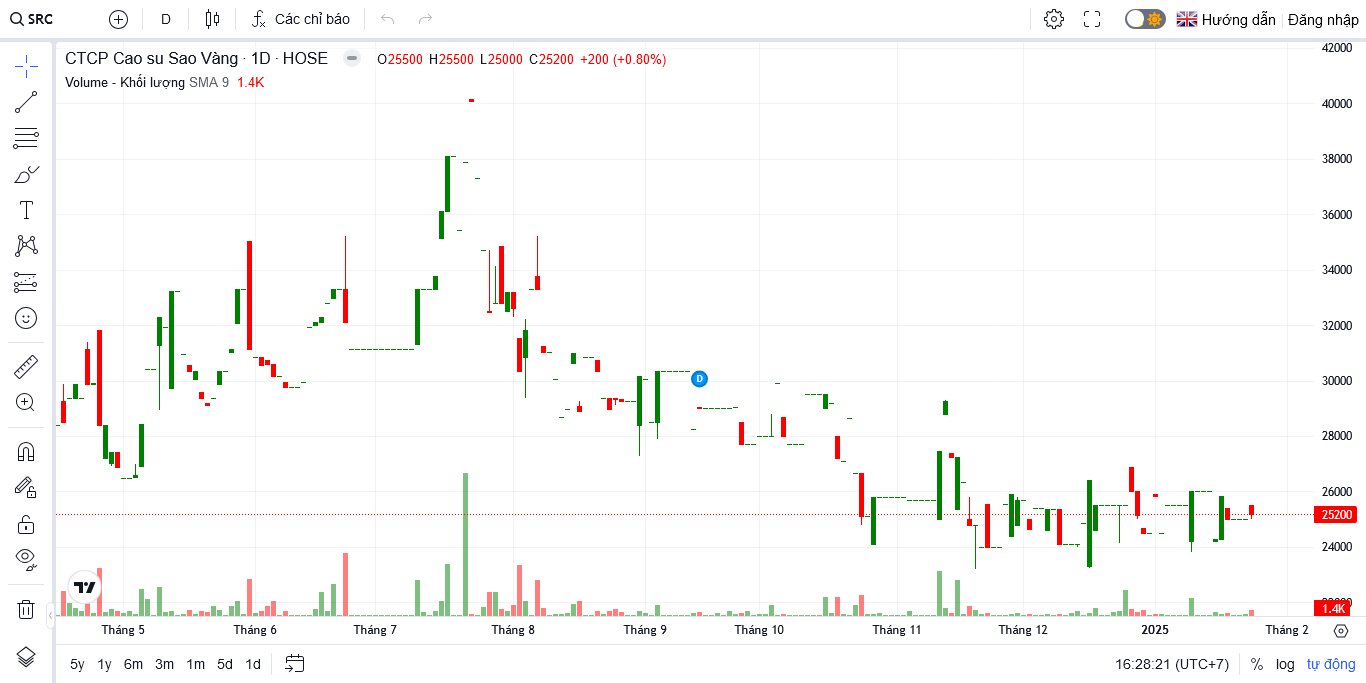 SRC D Các chỉ báo Hướng dẫn Đăng nhập
CTCP Cao su Sao Vàng · 1D · HOSE O25500 H25500 L25000 C25200 +200 (+0.80%)
Volume - Khối lượng SMA 9 1.4K
42000
40000
38000
36000
34000
32000
30000
D
28000
26000
25200
24000
1.4K
Tháng 5 Tháng 6 Tháng 7 Tháng 8 Tháng 9 Tháng 10 Tháng 11 Tháng 12 2025 Tháng 2
5y 1y 6m 3m 1m 5d 1d 16:28:21 (UTC+7) % log tự động